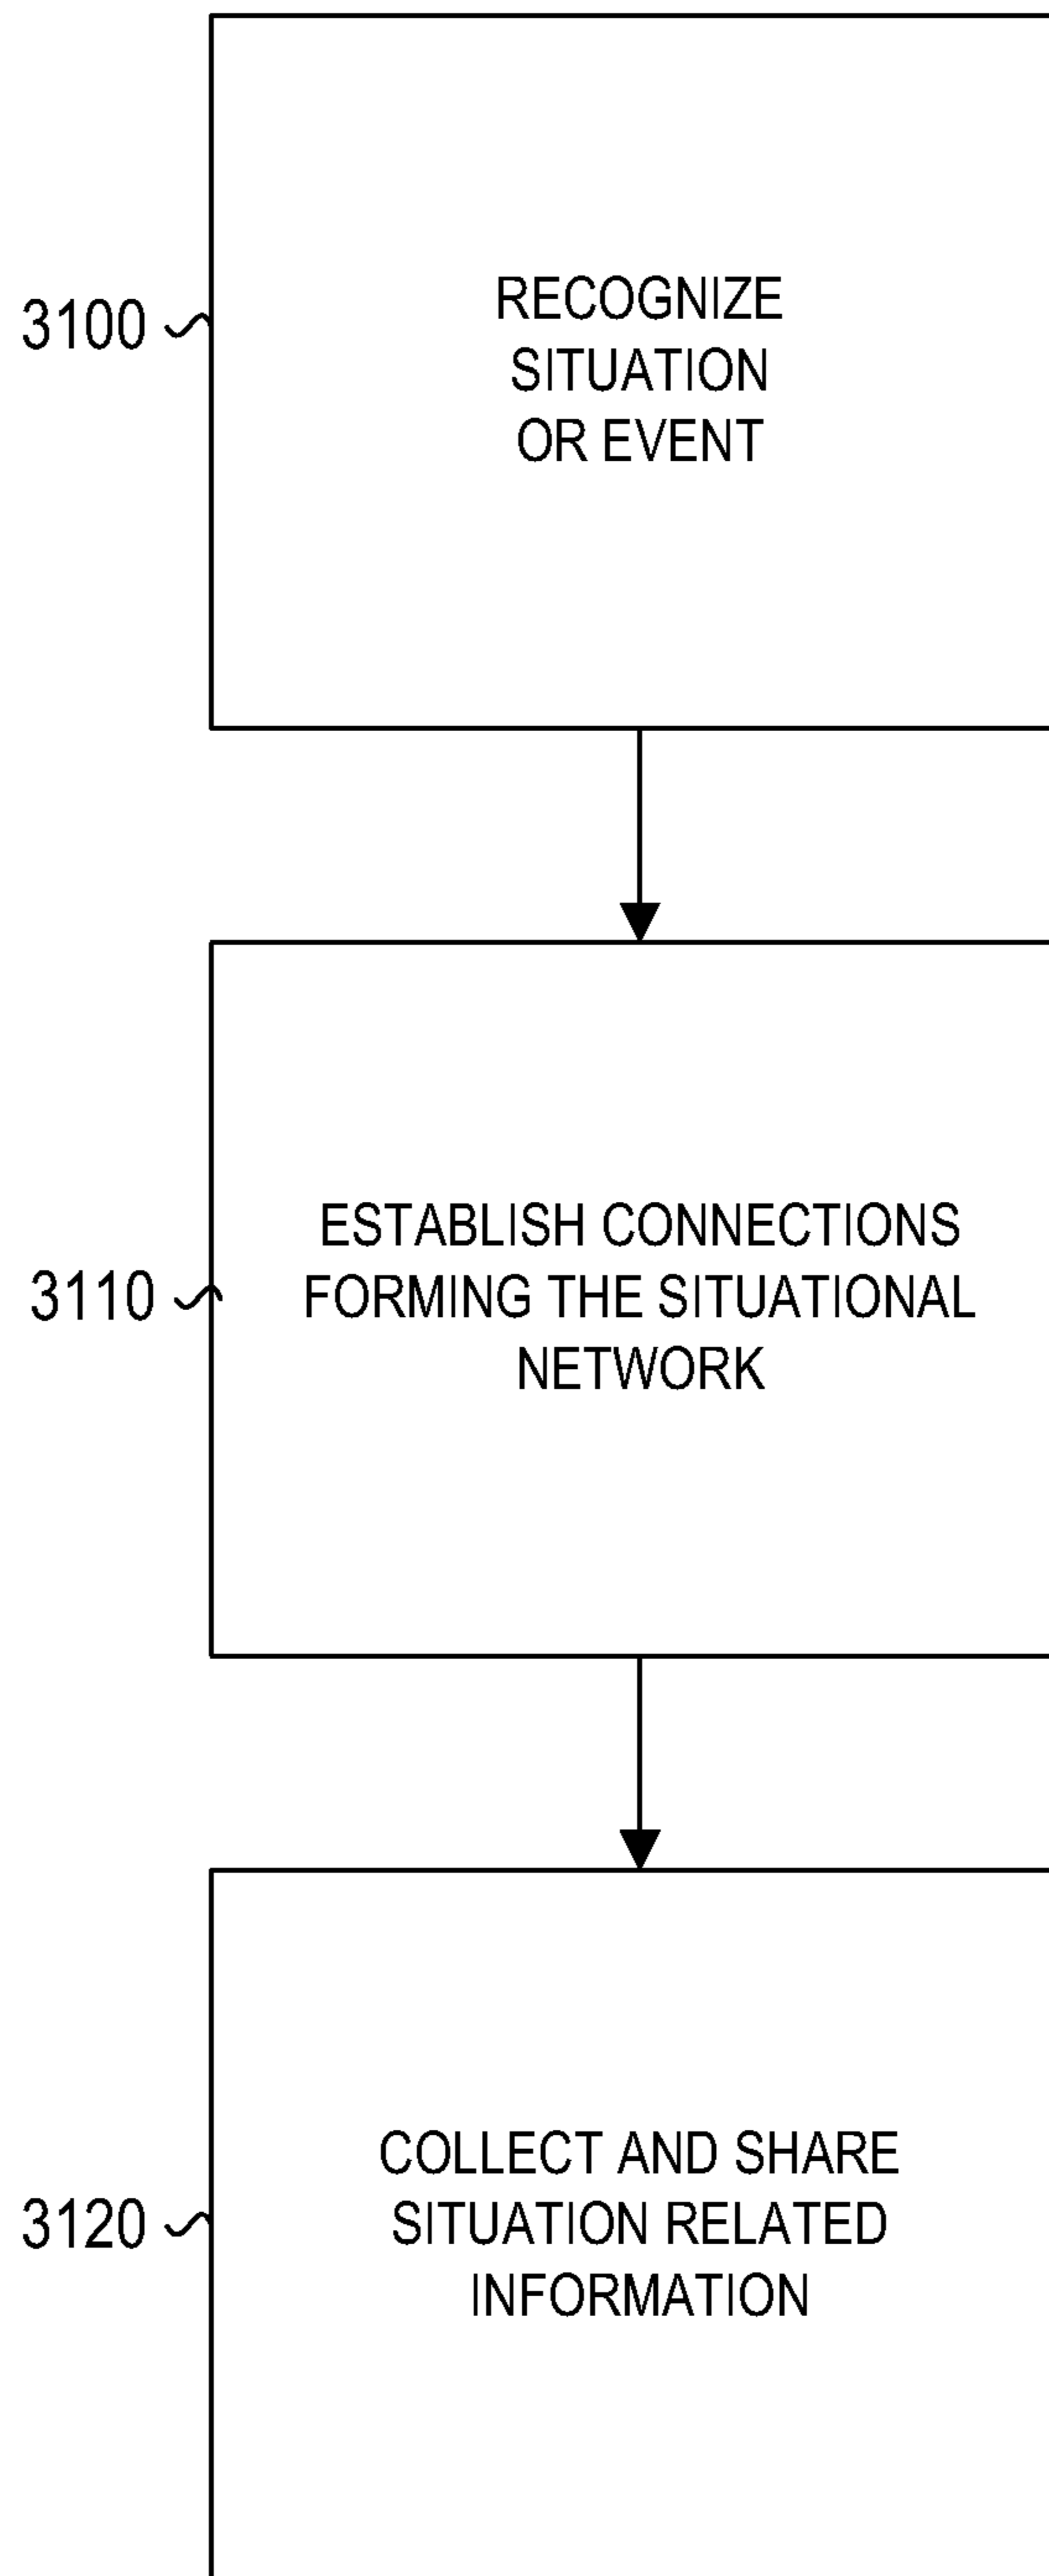 3100
RECOGNIZE
SITUATION
OR EVENT
3110
ESTABLISH CONNECTIONS
FORMING THE SITUATIONAL
NETWORK
3120
COLLECT AND SHARE
SITUATION RELATED
INFORMATION